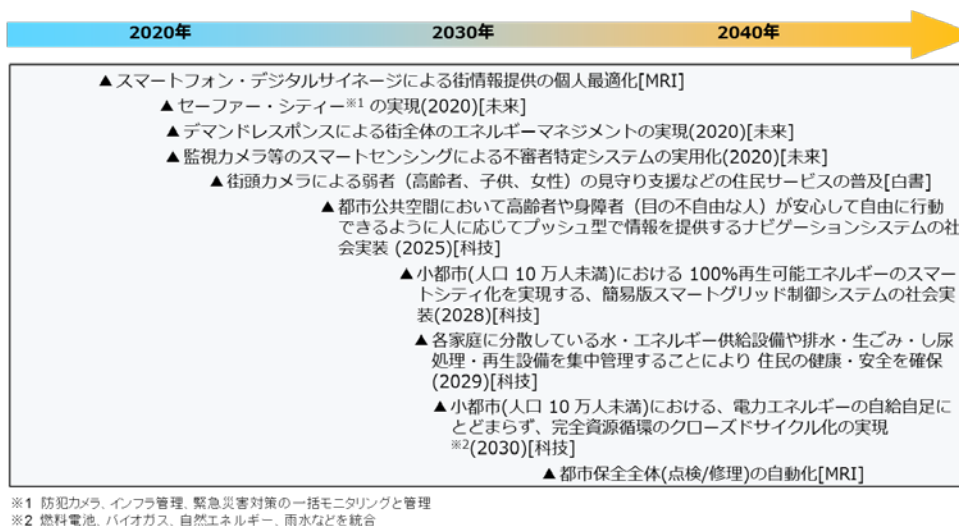 2020年 2030年 2040年
▲スマートフォン・デジタルサイネージによる街情報提供の個人最適化[MRI]
▲セーファー・シティー※1 の実現(2020)[未来]
▲デマンドレスポンスによる街全体のエネルギーマネジメントの実現(2020)[未来]
▲監視カメラ等のスマートセンシングによる不審者特定システムの実用化(2020)[未来]
▲街頭カメラによる弱者（高齢者、子供、女性）の見守り支援などの住民サービスの普及[白書]
▲都市公共空間において高齢者や身障者（目の不自由な人）が安心して自由に行動
できるように人に応じてプッシュ型で情報を提供するナビゲーションシステムの社
会実装 (2025)[科技]
▲小都市(人口 10 万人未満)における 100%再生可能エネルギーのスマー
トシティ化を実現する、簡易版スマートグリッド制御システムの社会実
装(2028)[科技]
▲各家庭に分散している水・エネルギー供給設備や排水・生ごみ・し尿
処理・再生設備を集中管理することにより 住民の健康・安全を確保
(2029)[科技]
▲小都市(人口 10 万人未満)における、電力エネルギーの自給自足に
とどまらず、完全資源循環のクローズドサイクル化の実現
※2(2030)[科技]
▲都市保全全体(点検/修理)の自動化[MRI]
※1 防犯カメラ、インフラ管理、緊急災害対策の一括モニタリングと管理
※2 燃料電池、バイオガス、自然エネルギー、雨水などを統合